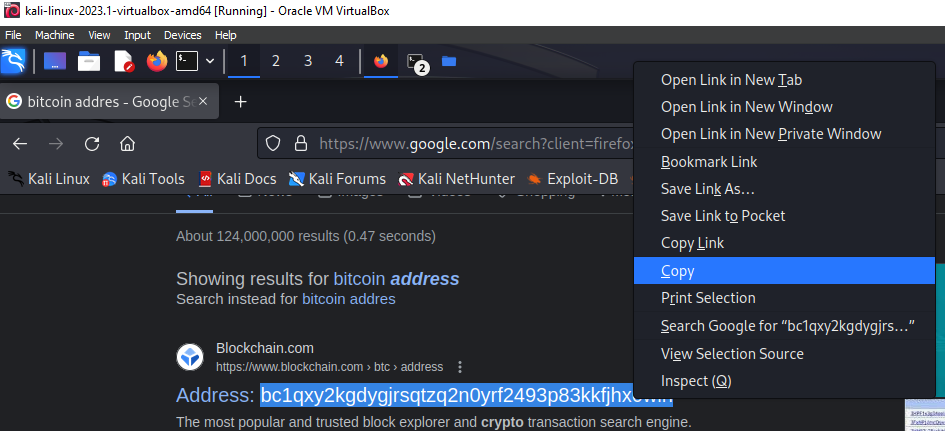 kali-linux-2023.1-virtualbox-amd64 [Running] - Oracle VM VirtualBox
File Machine View Input Devices Help
1 2 3 4 2
bitcoin addres - Google Se
https://www.google.com/search?client=firefox
Kali Linux Kali Tools Kali Docs Kali Forums Kali NetHunter Exploit-DB
About 124,000,000 results (0.47 seconds)
Showing results for bitcoin address
Search instead for bitcoin addres
Blockchain.com
https://www.blockchain.com › btc › address
Address: bc1qxy2kgdygjrsqtzq2n0yrf2493p83kkfjhx
The most popular and trusted block explorer and crypto transaction search engine.
Open Link in New Tab
Open Link in New Window
Open Link in New Private Window
Bookmark Link
Save Link As...
Save Link to Pocket
Copy Link
Copy
Print Selection
Search Google for “bc1qxy2kgdygjrs...”
View Selection Source
Inspect (Q)